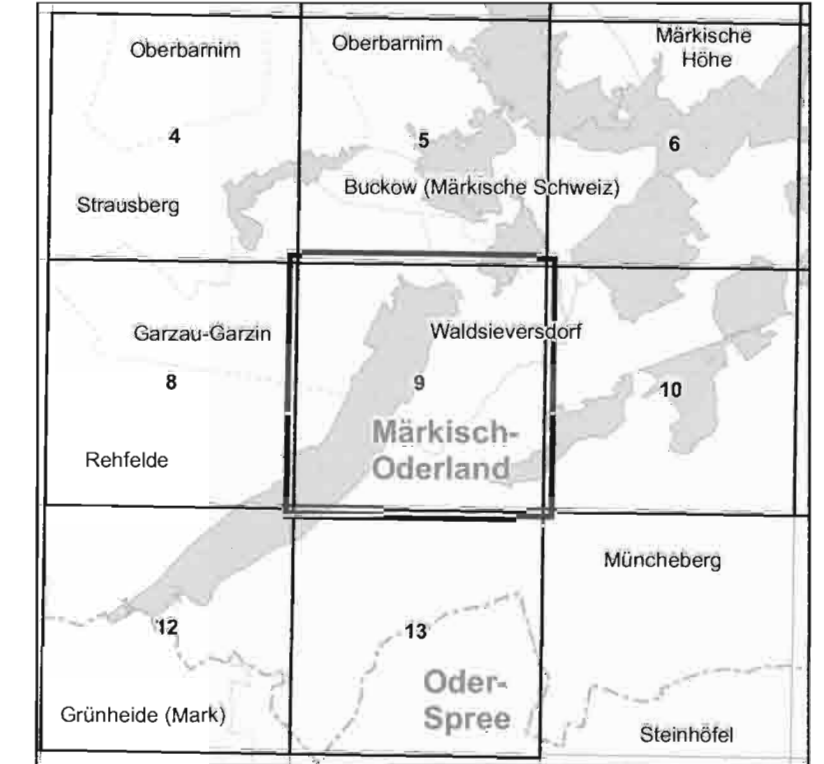 Oberbarnim
Oberbarnim
Märkische
Höhe
4
5
6
Strausberg
Buckow (Märkische Schweiz)
Garzau-Garzin
Waldsieversdorf
8
9
10
Märkisch-
Oderland
Rehfelde
Müncheberg
12
13
Oder-
Spree
Grünheide (Mark)
Steinhöfel